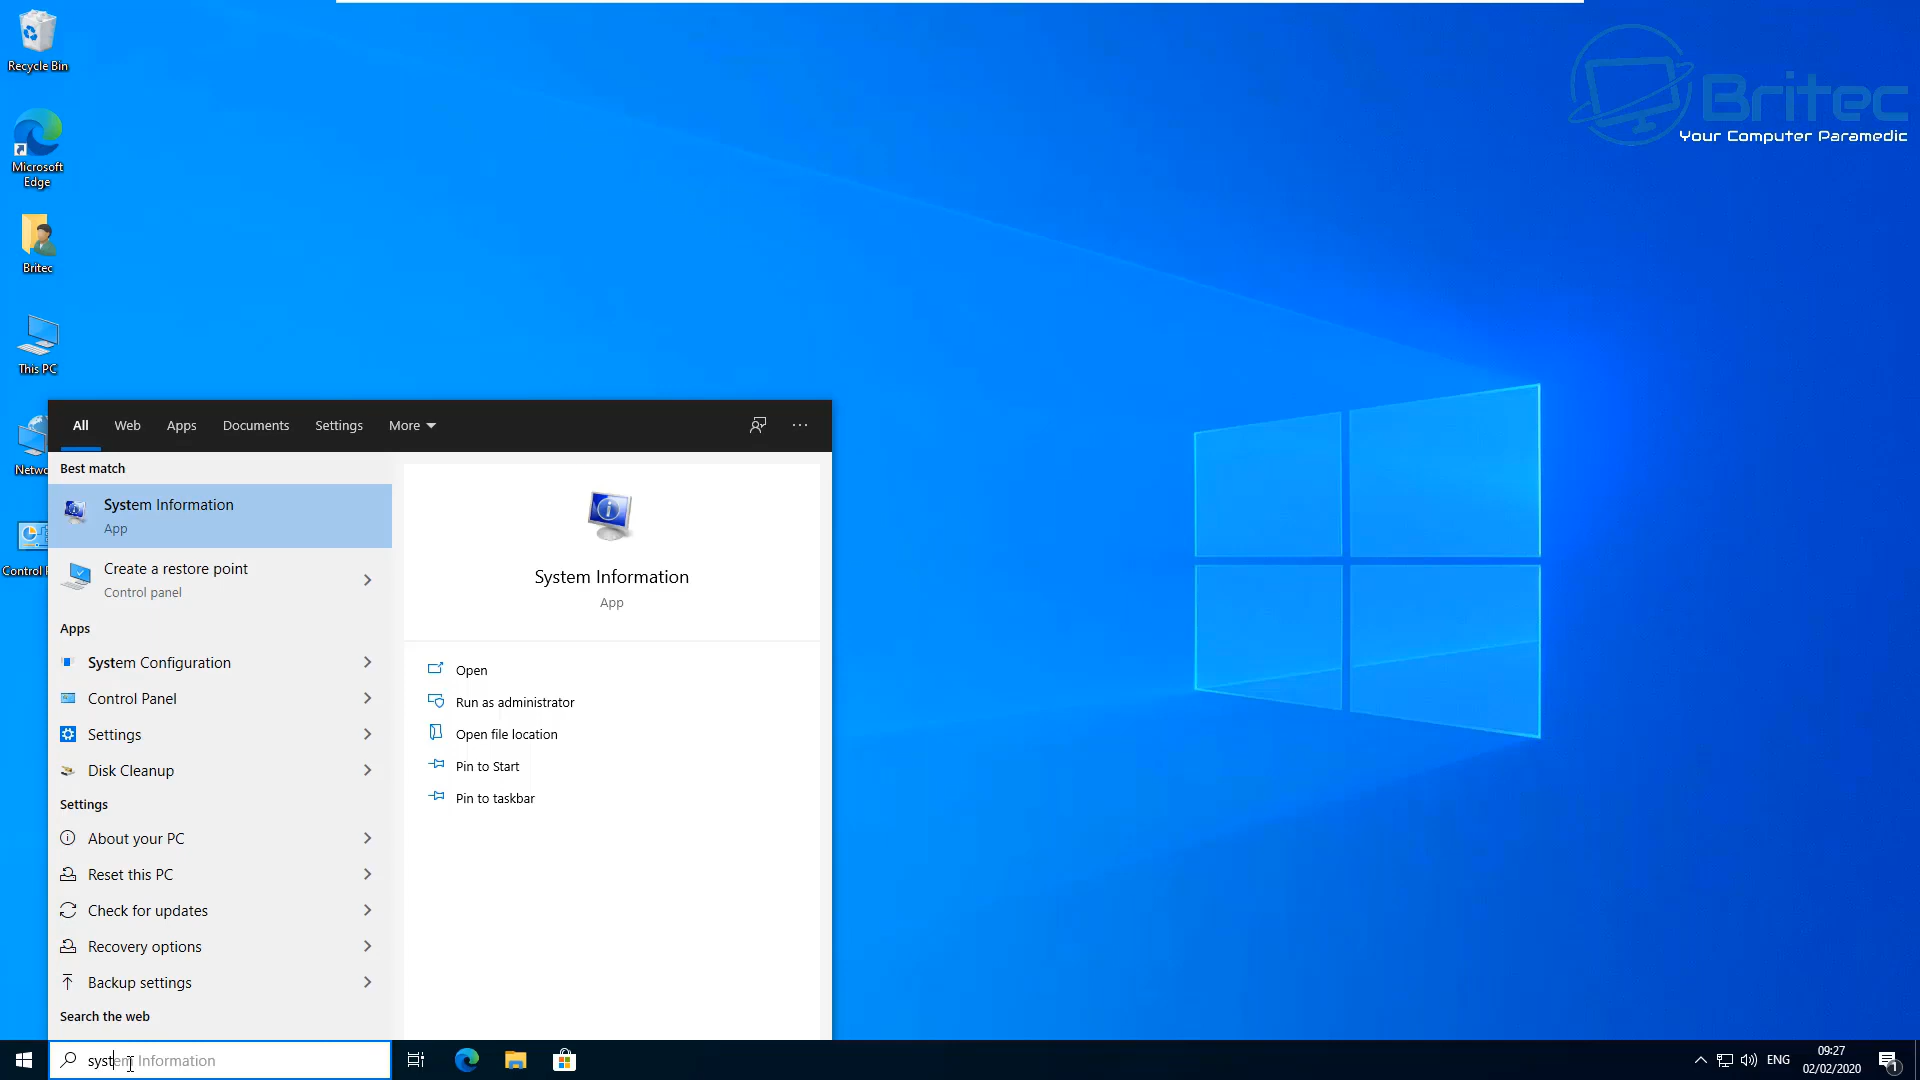 Recycle Bin
Microsoft
Edge
Britec
This PC
Britec
Your Computer Paramedic
All
Web
Apps
Documents
Settings
More
Best match
System Information
App
Create a restore point
Control panel
Apps
System Configuration
Control Panel
Settings
Disk Cleanup
Settings
About your PC
Reset this PC
Check for updates
Recovery options
Backup settings
Search the web
System Information
App
Open
Run as administrator
Open file location
Pin to Start
Pin to taskbar
Netwo
Control P
system Information
ENG
09:27
02/02/2020
1